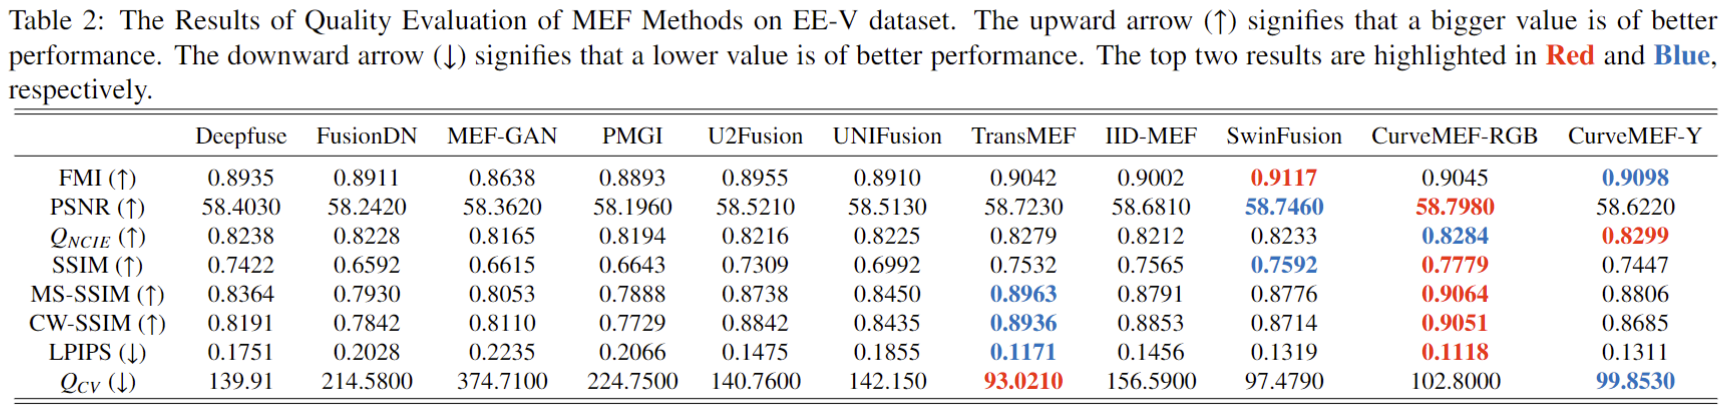 Table 2: The Results of Quality Evaluation of MEF Methods on EE-V dataset. The upward arrow (↑) signifies that a bigger value is of better
performance. The downward arrow (↓) signifies that a lower value is of better performance. The top two results are highlighted in Red and Blue,
respectively.
Deepfuse FusionDN MEF-GAN PMGI U2Fusion UNIFusion TransMEF IID-MEF SwinFusion CurveMEF-RGB CurveMEF-Y
FMI (↑) 0.8935 0.8911 0.8638 0.8893 0.8955 0.8910 0.9042 0.9002 0.9117 0.9045 0.9098
PSNR (↑) 58.4030 58.2420 58.3620 58.1960 58.5210 58.5130 58.7230 58.6810 58.7460 58.7980 58.6220
QNCIE (↑) 0.8238 0.8228 0.8165 0.8194 0.8216 0.8225 0.8279 0.8212 0.8233 0.8284 0.8299
SSIM (↑) 0.7422 0.6592 0.6615 0.6643 0.7309 0.6992 0.7532 0.7565 0.7592 0.7779 0.7447
MS-SSIM (↑) 0.8364 0.7930 0.8053 0.7888 0.8738 0.8450 0.8963 0.8791 0.8776 0.9064 0.8806
CW-SSIM (↑) 0.8191 0.7842 0.8110 0.7729 0.8842 0.8435 0.8936 0.8853 0.8714 0.9051 0.8685
LPIPS (↓) 0.1751 0.2028 0.2235 0.2066 0.1475 0.1855 0.1171 0.1456 0.1319 0.1118 0.1311
QCV (↓) 139.91 214.5800 374.7100 224.7500 140.7600 142.150 93.0210 156.5900 97.4790 102.8000 99.8530